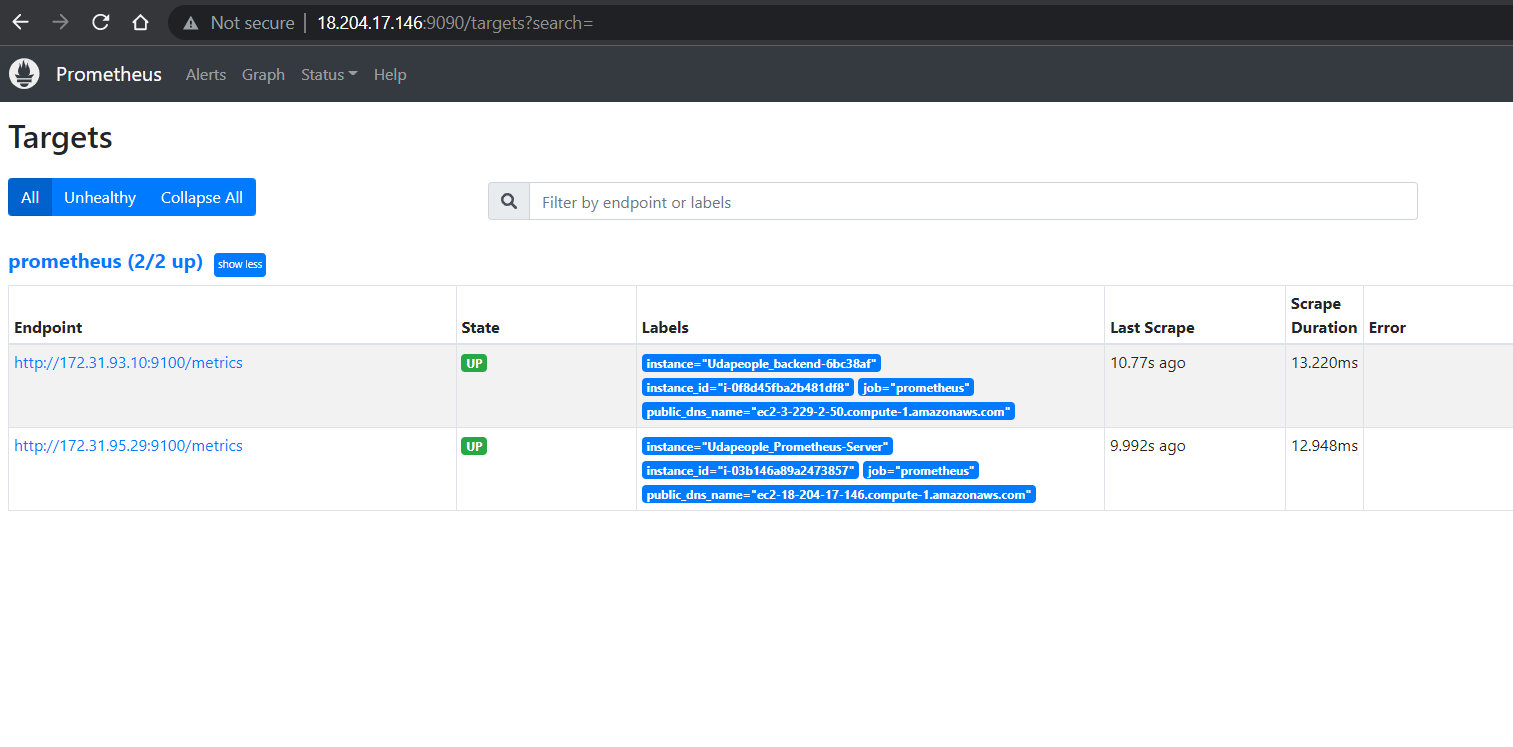 Not secure | 18.204.17.146:9090/targets?search=
Prometheus Alerts Graph Status Help
Targets
All Unhealthy Collapse All
Filter by endpoint or labels
prometheus (2/2 up) show less
Scrape
Endpoint State Labels Last Scrape Duration Error
http://172.31.93.10:9100/metrics UP instance="Udapeople_backend-6bc38af" 10.77s ago 13.220ms
instance_id="i-0f8d45fba2b481df8" job="prometheus"
public_dns_name="ec2-3-229-2-50.compute-1.amazonaws.com"
http://172.31.95.29:9100/metrics UP instance="Udapeople_Prometheus-Server" 9.992s ago 12.948ms
instance_id="i-03b146a89a2473857" job="prometheus"
public_dns_name="ec2-18-204-17-146.compute-1.amazonaws.com"